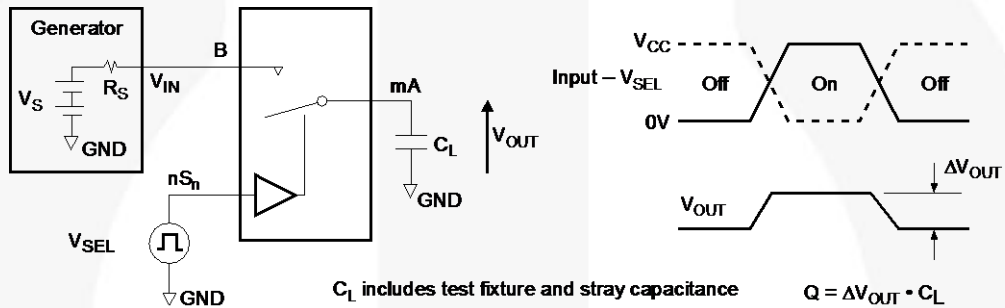 Generator
V_S
R_S
V_IN
GND
B
mA
C_L
V_OUT
GND
nS_n
V_SEL
GND
C_L includes test fixture and stray capacitance
V_CC
Input – V_SEL
0V
Off
On
Off
V_OUT
ΔV_OUT
Q = ΔV_OUT • C_L